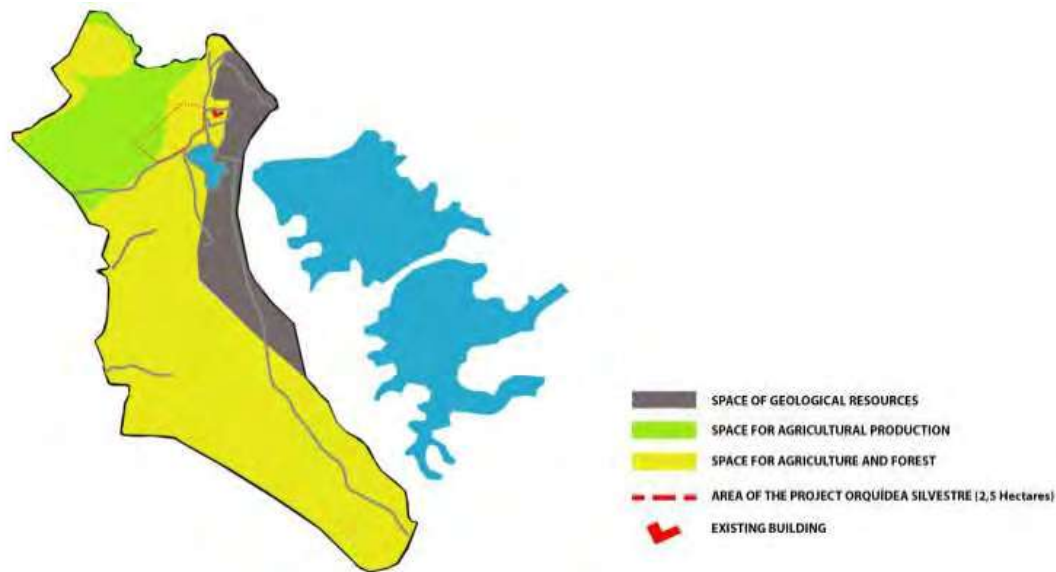 SPACE OF GEOLOGICAL RESOURCES
SPACE FOR AGRICULTURAL PRODUCTION
SPACE FOR AGRICULTURE AND FOREST
AREA OF THE PROJECT ORQUÍDEA SILVESTRE (2,5 Hectares)
EXISTING BUILDING